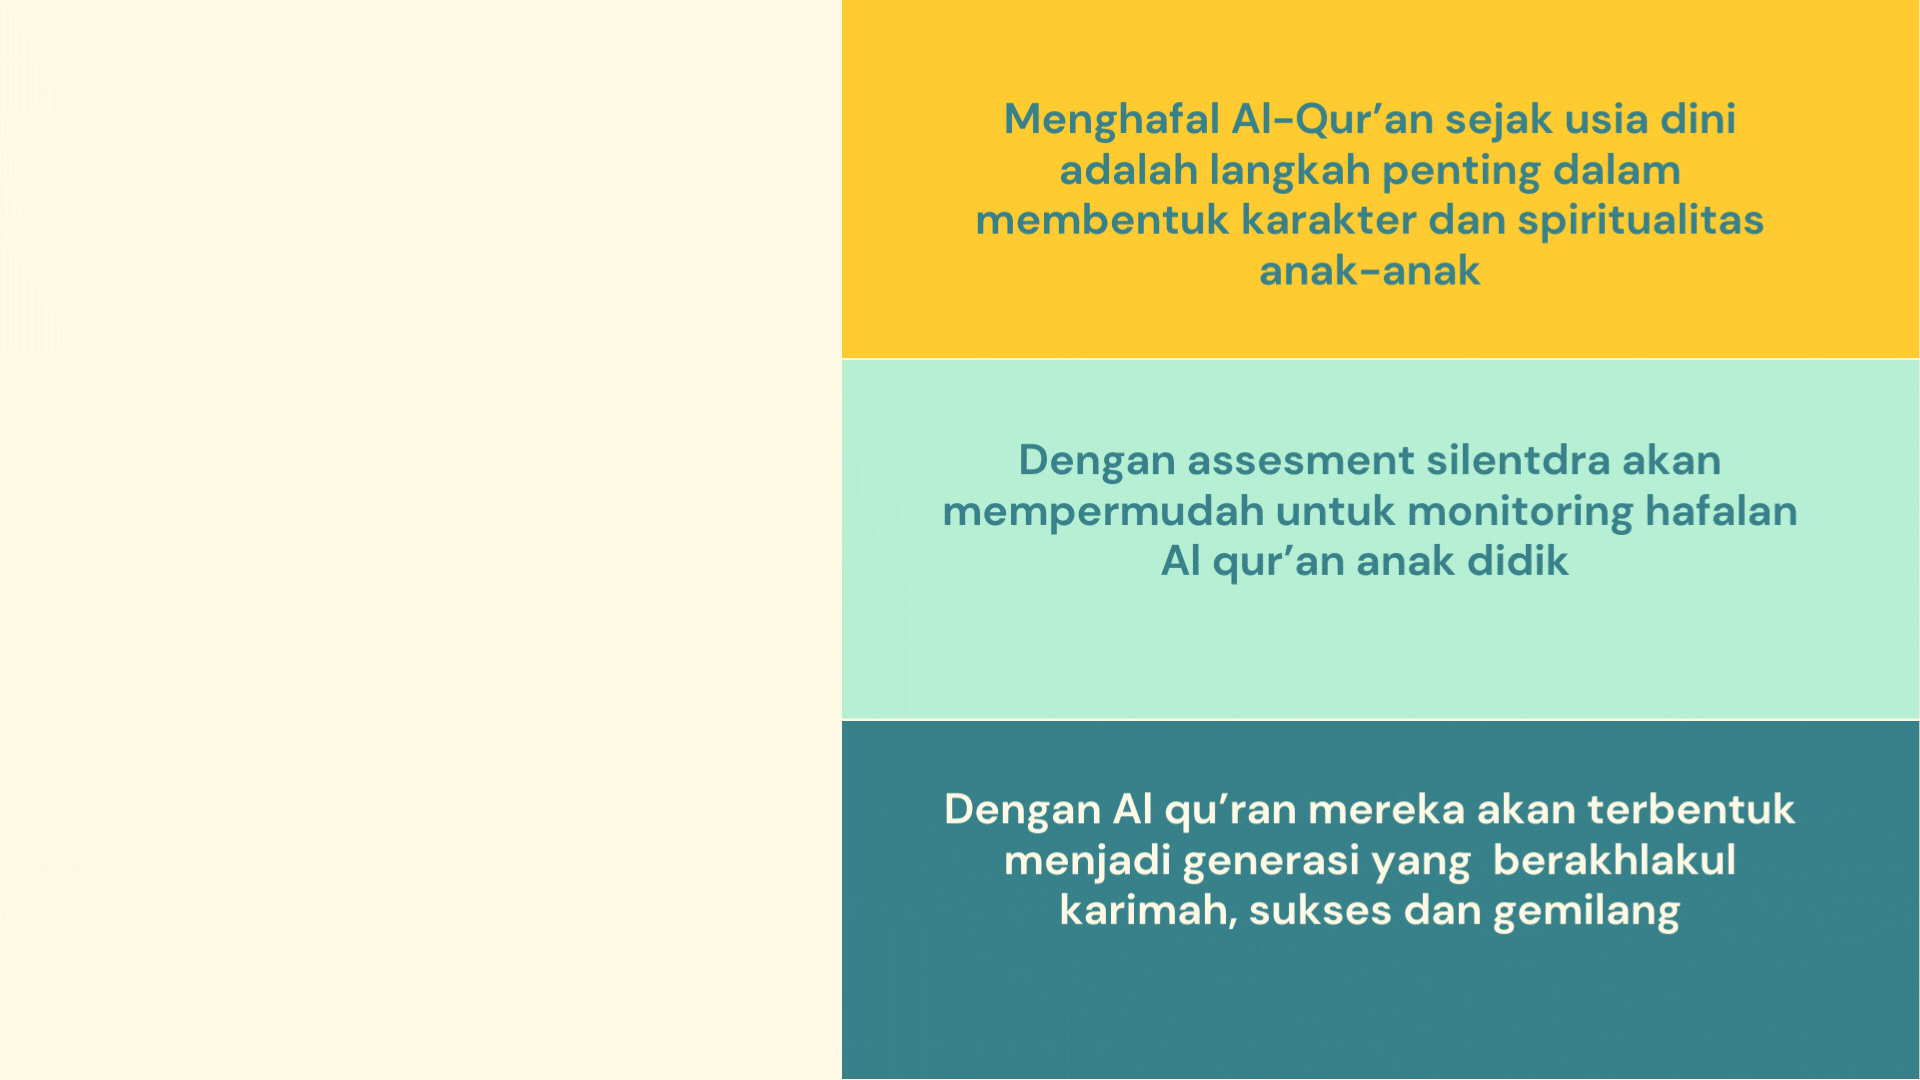 Menghafal Al-Qur’an sejak usia dini
adalah langkah penting dalam
membentuk karakter dan spiritualitas
anak-anak
Dengan assesment silentdra akan
mempermudah untuk monitoring hafalan
Al qur’an anak didik
Dengan Al qu’ran mereka akan terbentuk
menjadi generasi yang  berakhlakul
karimah, sukses dan gemilang